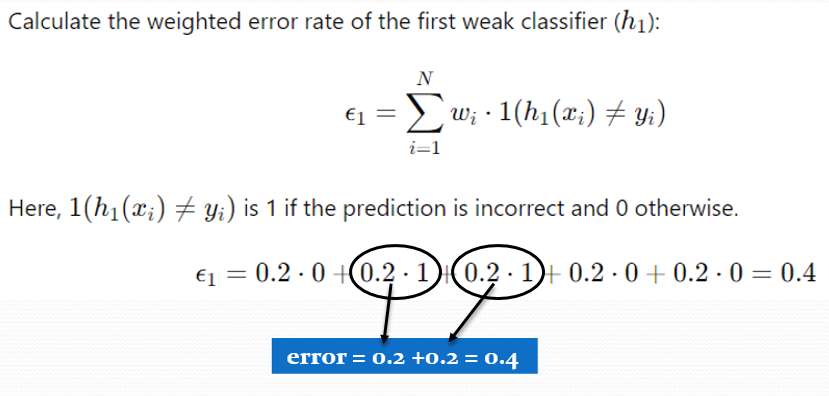 Calculate the weighted error rate of the first weak classifier (h₁):
N
ϵ₁ = ∑ wᵢ · 1(h₁(xᵢ) ≠ yᵢ)
i=1
Here, 1(h₁(xᵢ) ≠ yᵢ) is 1 if the prediction is incorrect and 0 otherwise.
ϵ₁ = 0.2 · 0 + 0.2 · 1 + 0.2 · 1 + 0.2 · 0 + 0.2 · 0 = 0.4
error = 0.2 +0.2 = 0.4